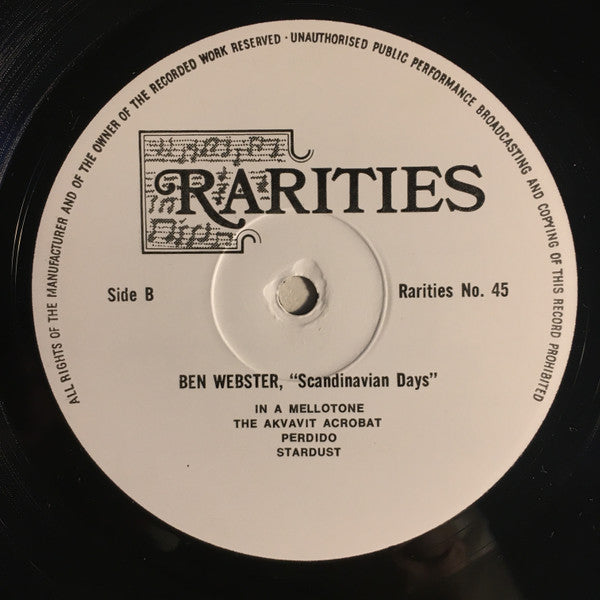 ALL RIGHTS OF THE MANUFACTURER AND OF THE OWNER OF THE RECORDED WORK RESERVED · UNAUTHORISED PUBLIC PERFORMANCE BROADCASTING AND COPYING OF THIS RECORD PROHIBITED
RARITIES
Side B
Rarities No. 45
BEN WEBSTER, "Scandinavian Days"
IN A MELLOTONE
THE AKVAVIT ACROBAT
PERDIDO
STARDUST